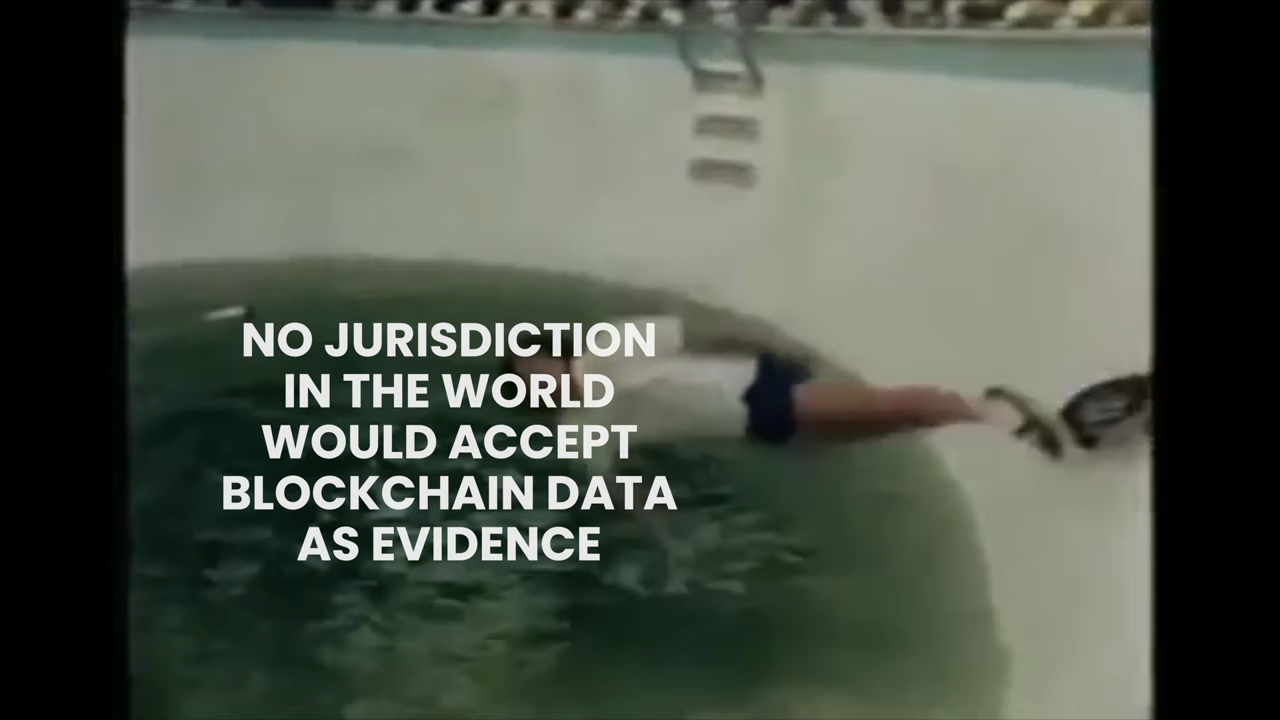 NO JURISDICTION
IN THE WORLD
WOULD ACCEPT
BLOCKCHAIN DATA
AS EVIDENCE